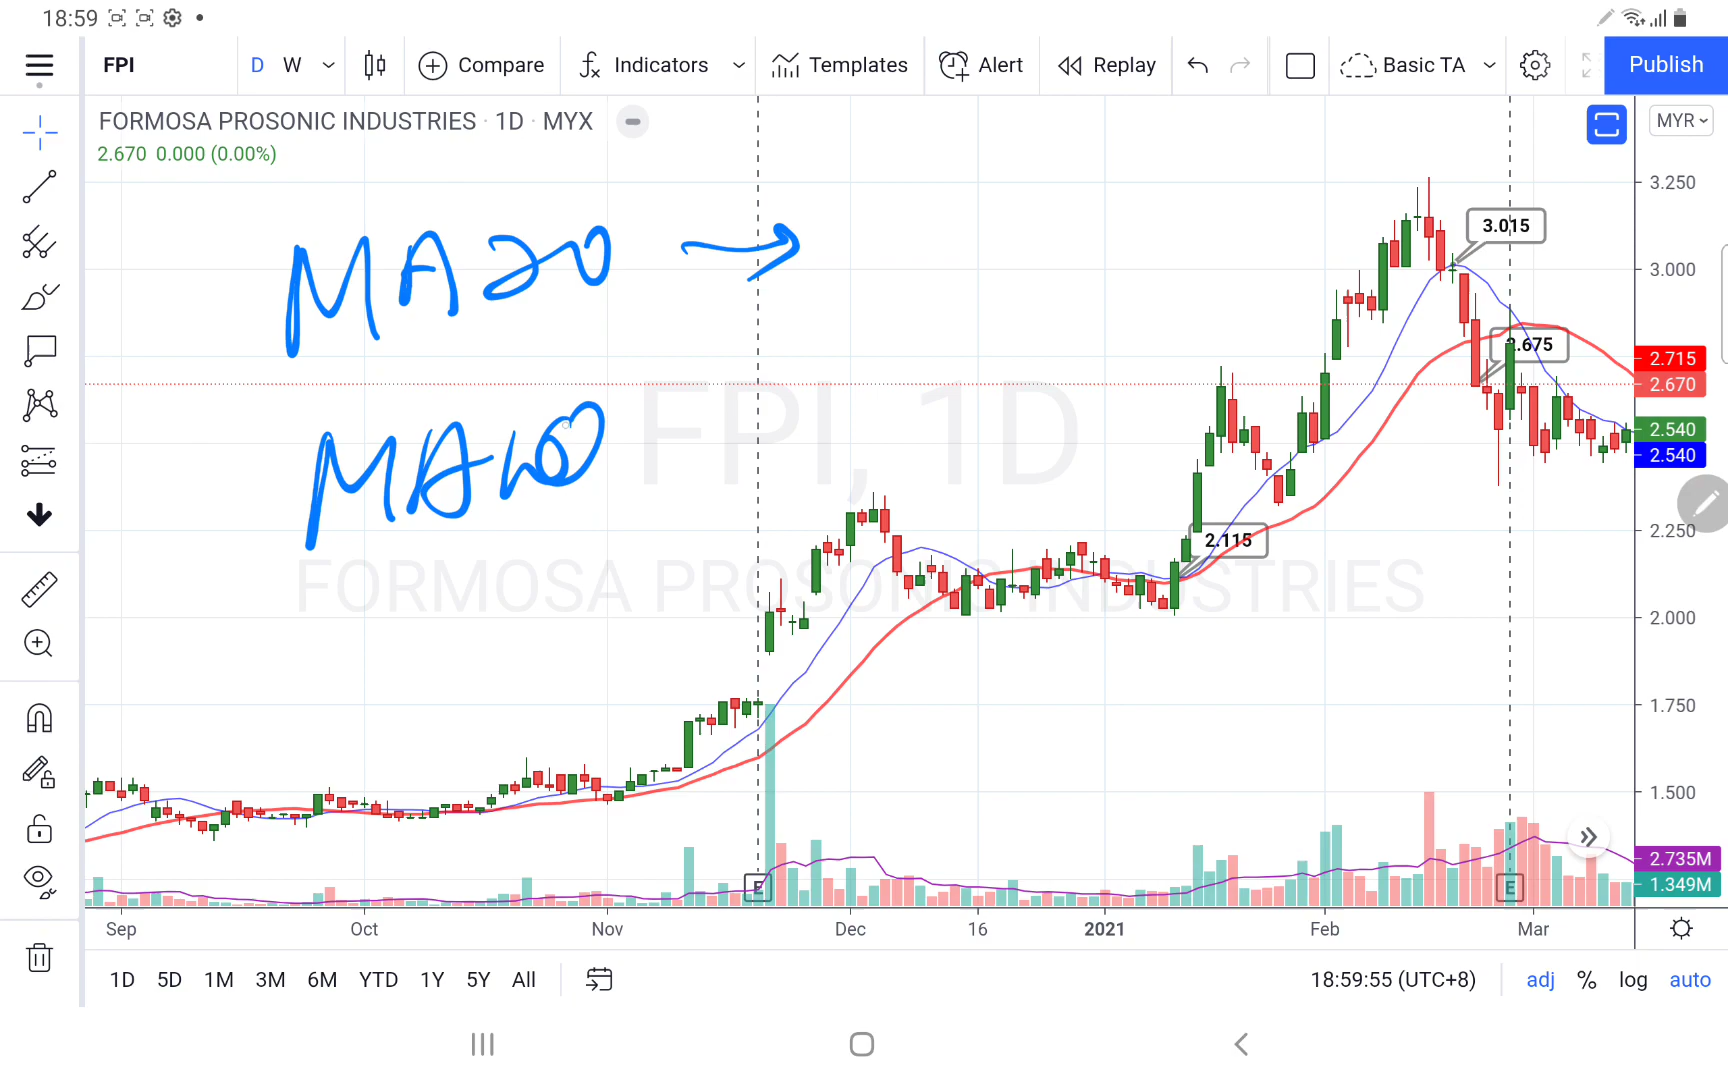 18:59
FPI D W Compare Indicators Templates Alert Replay Basic TA Publish
FORMOSA PROSONIC INDUSTRIES · 1D · MYX
MYR
2.670 0.000 (0.00%)
3.250
3.015
MA20 →
3.000
2.675
2.715
2.670
FPI, 1D
2.540
2.540
2.250
2.115
FORMOSA PROSONIC INDUSTRIES
2.000
1.750
1.500
2.735M
E E
1.349M
Sep Oct Nov Dec 16 2021 Feb Mar
1D 5D 1M 3M 6M YTD 1Y 5Y All 18:59:55 (UTC+8) adj % log auto